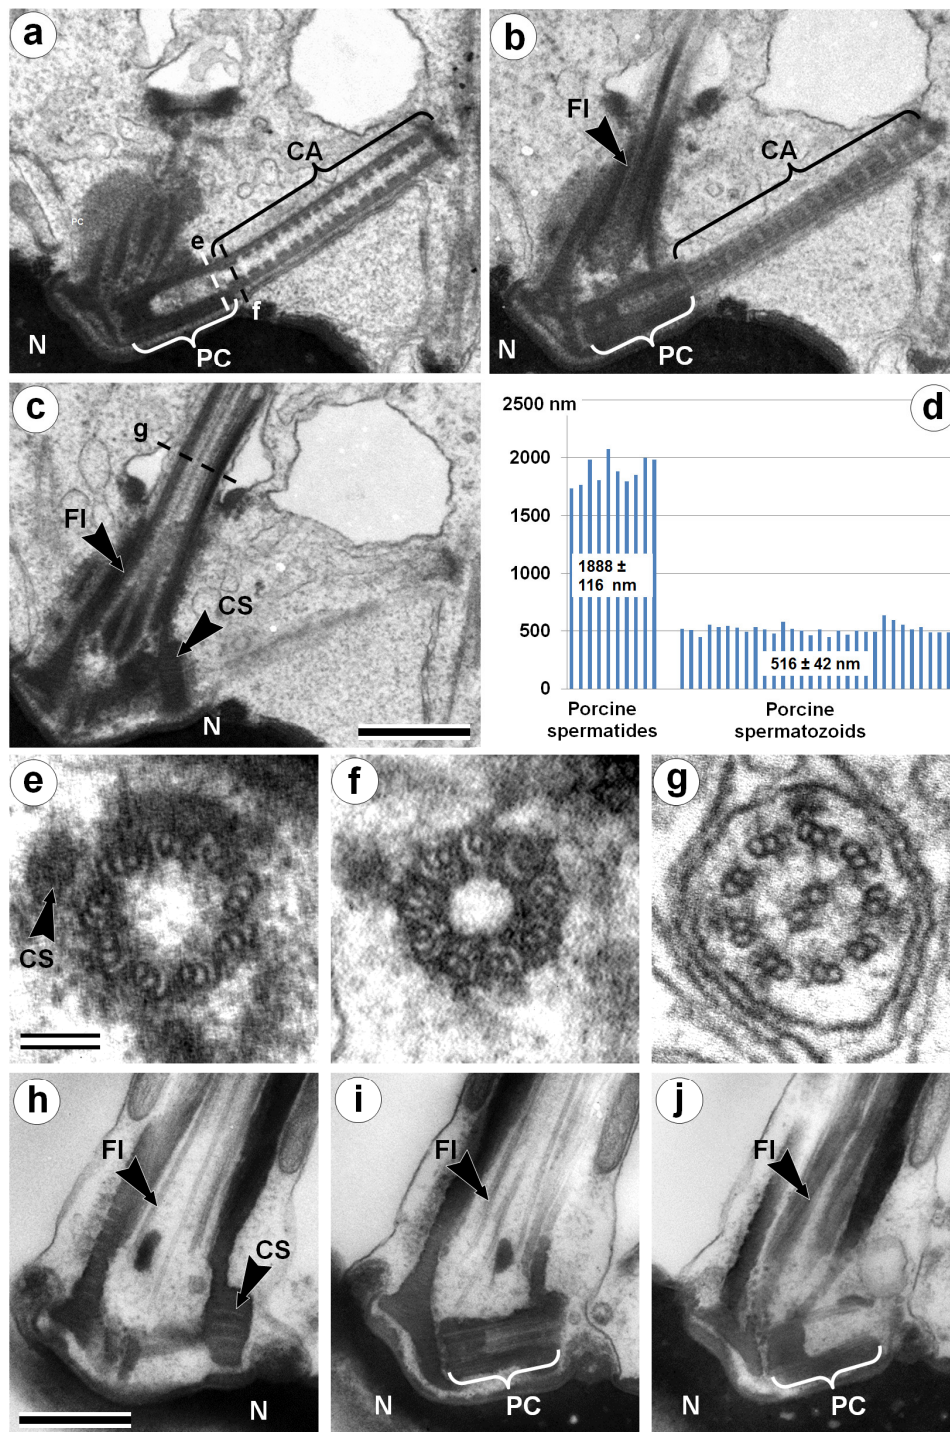 a
CA
PC
e
f
N
PC
b
FI
CA
N
PC
c
g
FI
CS
N
d
2500 nm
2000
1500
1000
500
0
1888 ±
116 nm
516 ± 42 nm
Porcine
spermatides
Porcine
spermatozoids
e
CS
f
g
h
FI
CS
N
i
FI
N
PC
j
FI
N
PC